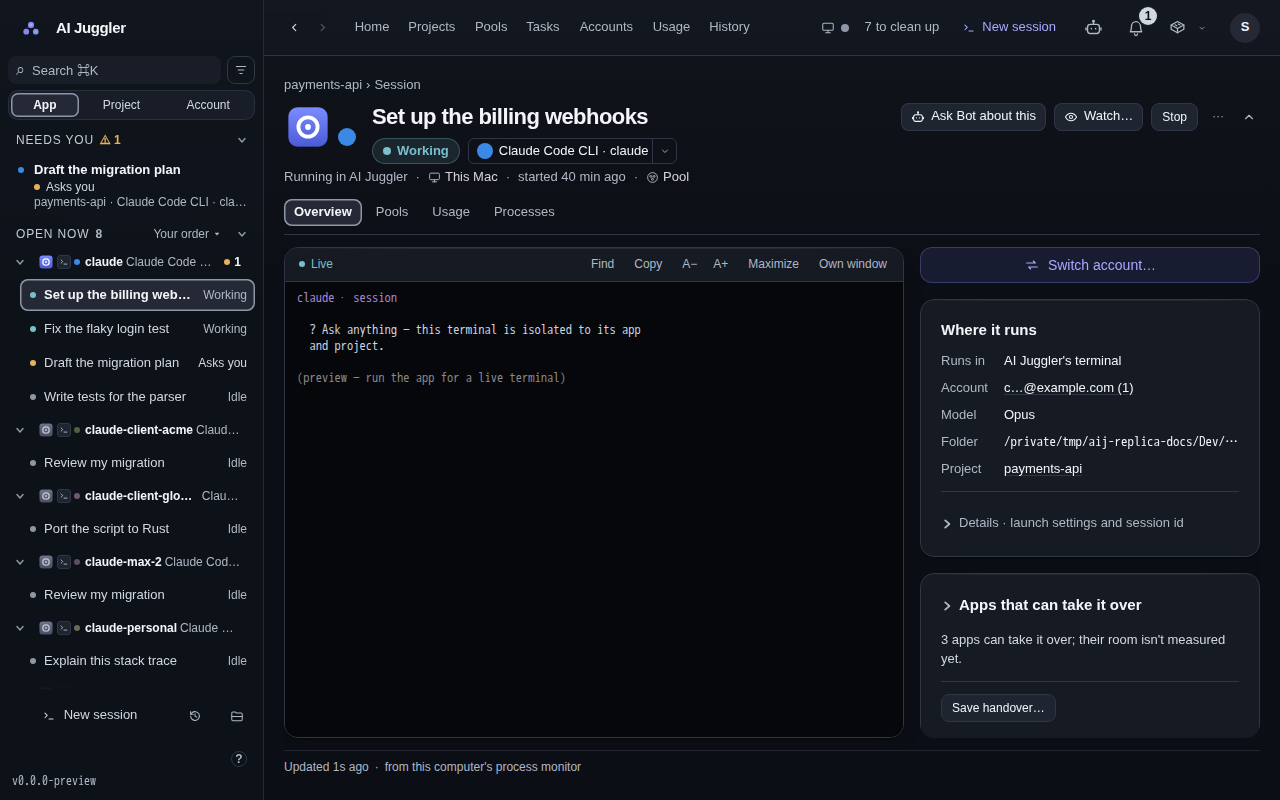 AI Juggler
Search ⌘K
App Project Account
NEEDS YOU 1
Draft the migration plan
Asks you
payments-api · Claude Code CLI · cla…
OPEN NOW 8 Your order
claude Claude Code … 1
Set up the billing web… Working
Fix the flaky login test Working
Draft the migration plan Asks you
Write tests for the parser Idle
claude-client-acme Claud…
Review my migration Idle
claude-client-glo… Clau…
Port the script to Rust Idle
claude-max-2 Claude Cod…
Review my migration Idle
claude-personal Claude …
Explain this stack trace Idle
New session
?
v0.0.0-preview
Home Projects Pools Tasks Accounts Usage History
7 to clean up New session 1 S
payments-api › Session
Set up the billing webhooks
Ask Bot about this Watch… Stop ···
Working Claude Code CLI · claude
Running in AI Juggler · This Mac · started 40 min ago · Pool
Overview Pools Usage Processes
Live Find Copy A− A+ Maximize Own window
claude · session
? Ask anything — this terminal is isolated to its app
and project.
(preview — run the app for a live terminal)
Switch account…
Where it runs
Runs in AI Juggler's terminal
Account c…@example.com (1)
Model Opus
Folder /private/tmp/aij-replica-docs/Dev/…
Project payments-api
Details · launch settings and session id
Apps that can take it over
3 apps can take it over; their room isn't measured
yet.
Save handover…
Updated 1s ago · from this computer's process monitor